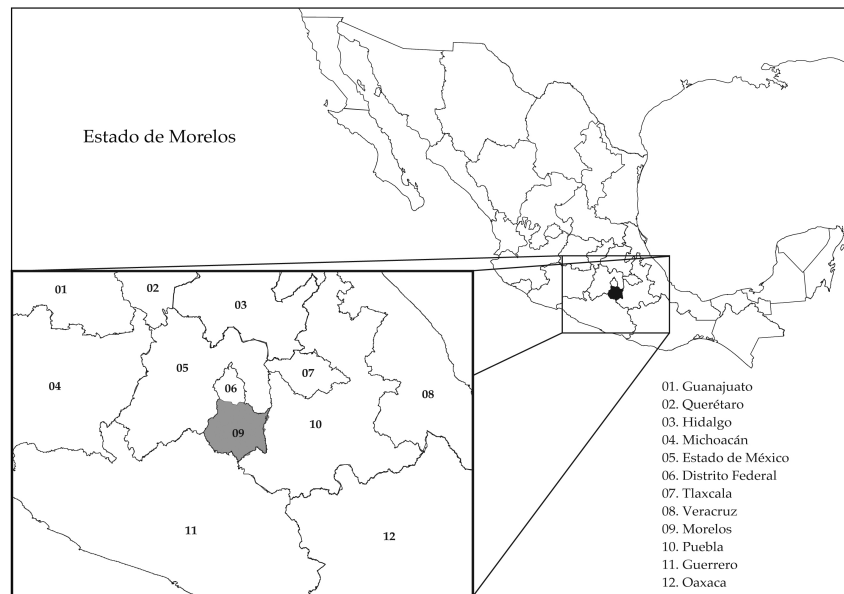 Estado de Morelos
01
02
03
04
05
06
07
08
09
10
11
12
01. Guanajuato
02. Querétaro
03. Hidalgo
04. Michoacán
05. Estado de México
06. Distrito Federal
07. Tlaxcala
08. Veracruz
09. Morelos
10. Puebla
11. Guerrero
12. Oaxaca